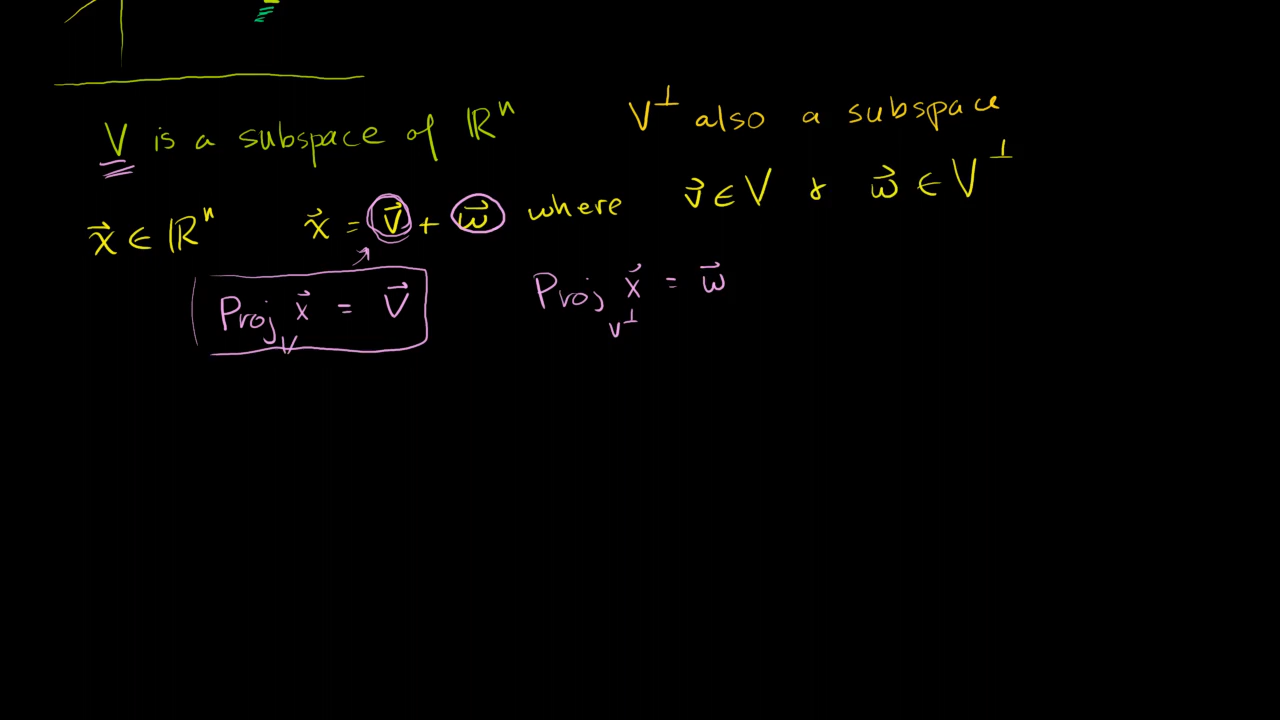 V is a subspace of ℝⁿ
V⊥ also a subspace
x⃗ ∈ ℝⁿ x⃗ = v⃗ + w⃗ where v⃗ ∈ V & w⃗ ∈ V⊥
Proj_V x⃗ = v⃗
Proj_V⊥ x⃗ = w⃗